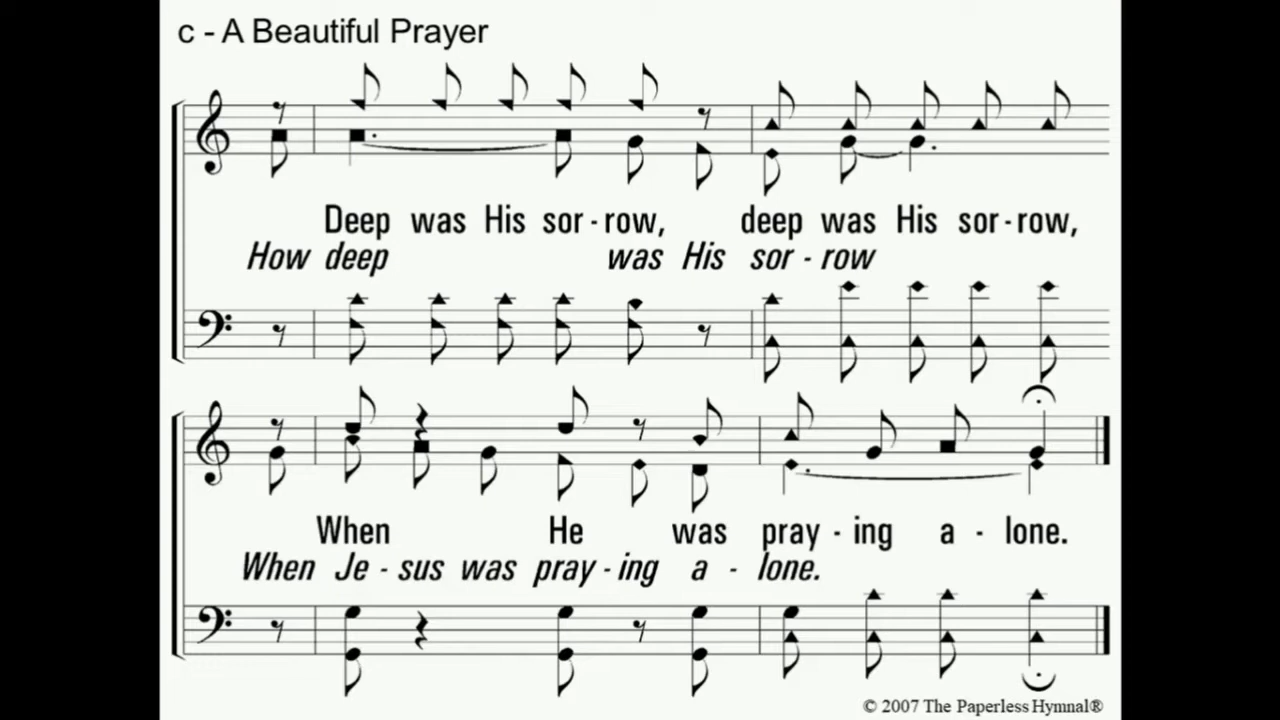 c - A Beautiful Prayer
Deep was His sor - row, deep was His sor - row,
How deep was His sor - row
When He was pray - ing a - lone.
When Je - sus was pray - ing a - lone.
© 2007 The Paperless Hymnal®